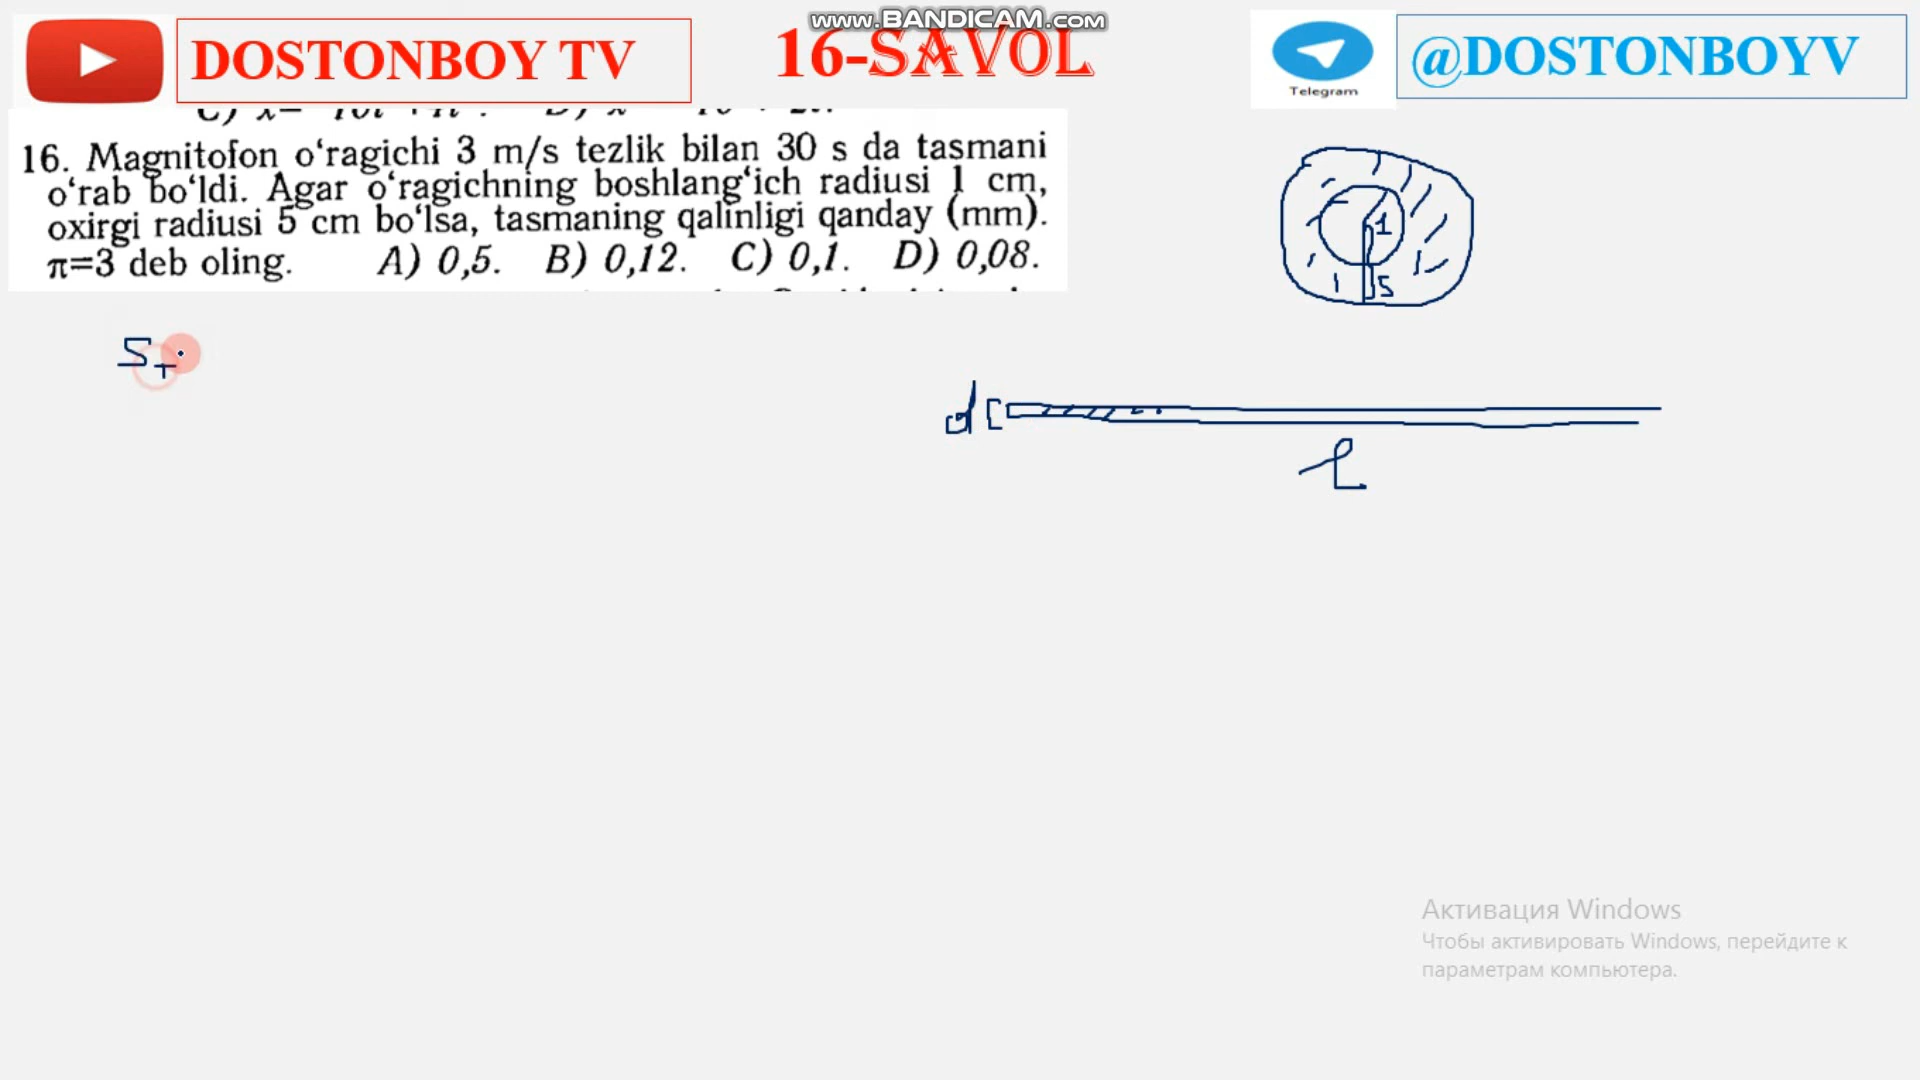 www.BANDICAM.com
DOSTONBOY TV
16-SAVOL
Telegram
@DOSTONBOYV
16. Magnitofon o‘ragichi 3 m/s tezlik bilan 30 s da tasmani
o‘rab bo‘ldi. Agar o‘ragichning boshlang‘ich radiusi 1 cm,
oxirgi radiusi 5 cm bo‘lsa, tasmaning qalinligi qanday (mm).
π=3 deb oling. A) 0,5. B) 0,12. C) 0,1. D) 0,08.
1
5
S T
d
l
Активация Windows
Чтобы активировать Windows, перейдите к
параметрам компьютера.